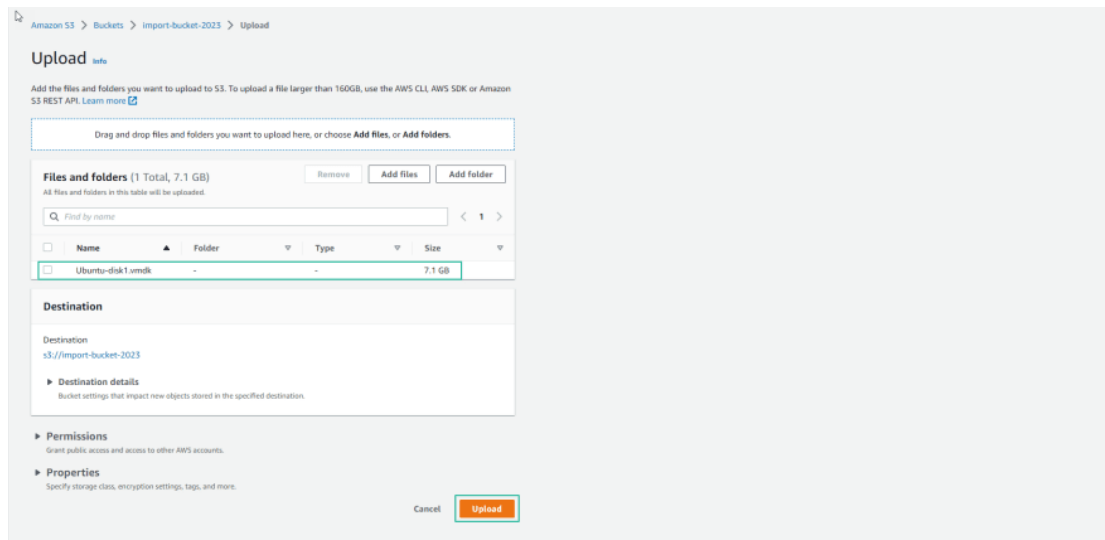 Amazon S3 > Buckets > import-bucket-2023 > Upload
Upload Info
Add the files and folders you want to upload to S3. To upload a file larger than 160GB, use the AWS CLI, AWS SDK or Amazon
S3 REST API. Learn more
Drag and drop files and folders you want to upload here, or choose Add files, or Add folders.
Files and folders (1 Total, 7.1 GB)
Remove
Add files
Add folder
All files and folders in this table will be uploaded.
Find by name
< 1 >
Name Folder Type Size
Ubuntu-disk1.vmdk - - 7.1 GB
Destination
Destination
s3://import-bucket-2023
Destination details
Bucket settings that impact new objects stored in the specified destination.
Permissions
Grant public access and access to other AWS accounts.
Properties
Specify storage class, encryption settings, tags, and more.
Cancel Upload